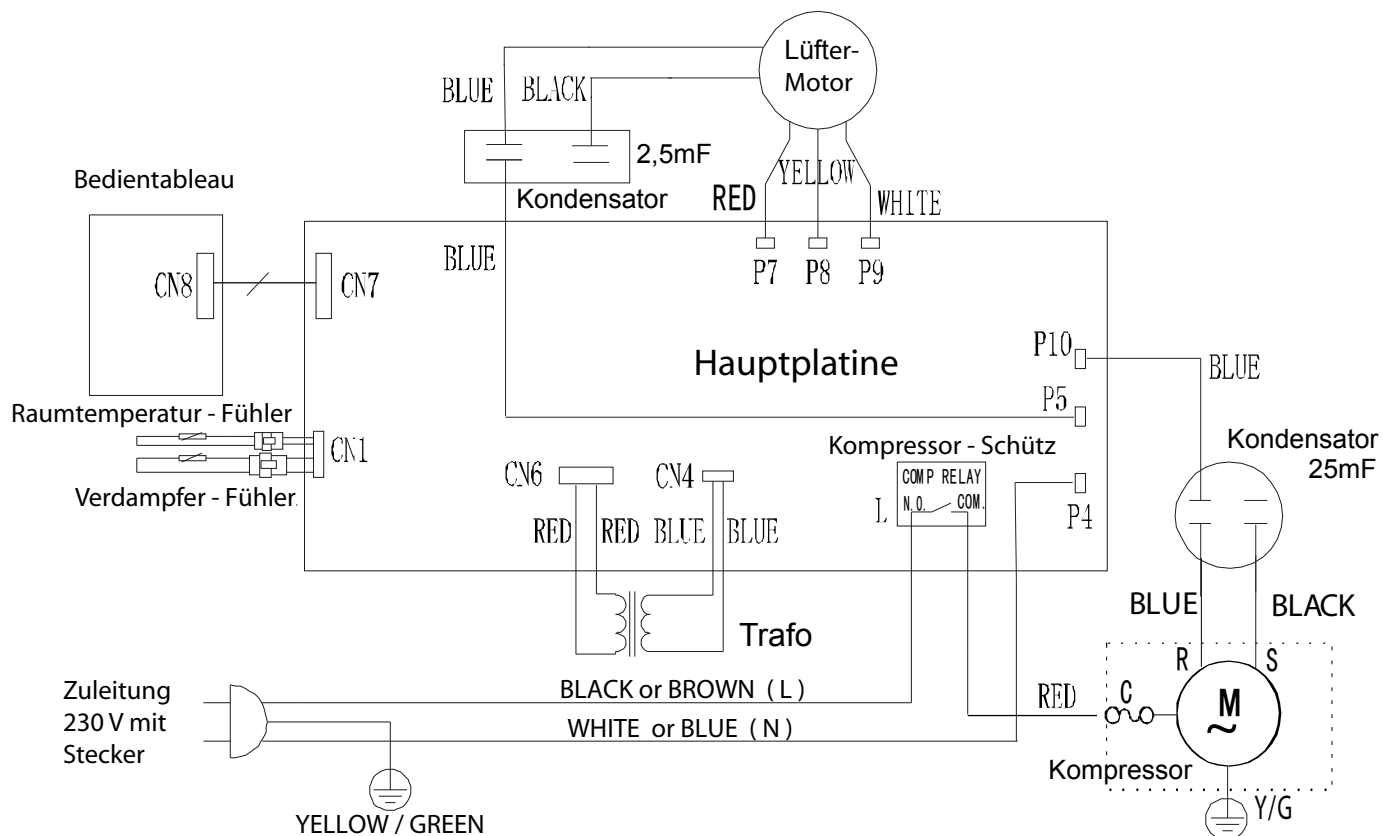 Lüfter-
Motor
BLUE
BLACK
2,5mF
Kondensator
YELLOW
RED
WHITE
Bedientableau
BLUE
P7
P8
P9
CN8
CN7
Hauptplatine
P10
BLUE
P5
Raumtemperatur - Fühler
CN1
Verdampfer - Fühler
Kompressor - Schütz
COMP RELAY
N.O.
COM.
L
P4
Kondensator
25mF
CN6
CN4
RED
RED
BLUE
BLUE
Trafo
BLUE
BLACK
R
S
Zuleitung
230 V mit
Stecker
BLACK or BROWN ( L )
WHITE or BLUE ( N )
RED
C
M
~
Kompressor
Y/G
YELLOW / GREEN